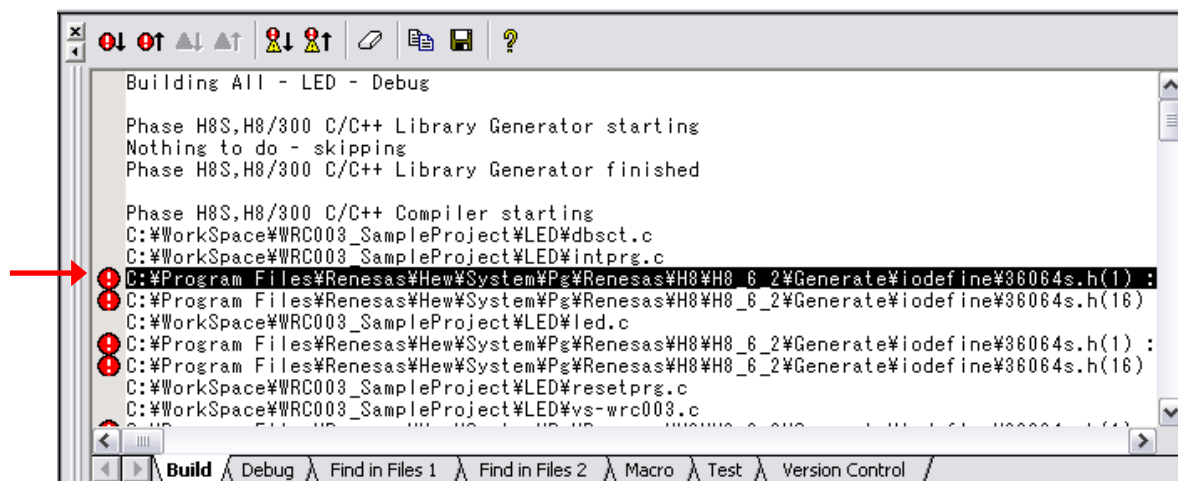 Building All - LED - Debug
Phase H8S,H8/300 C/C++ Library Generator starting
Nothing to do - skipping
Phase H8S,H8/300 C/C++ Library Generator finished
Phase H8S,H8/300 C/C++ Compiler starting
C:¥WorkSpace¥WRC003_SampleProject¥LED¥dbsct.c
C:¥WorkSpace¥WRC003_SampleProject¥LED¥intprg.c
C:¥Program Files¥Renesas¥Hew¥System¥Pg¥Renesas¥H8¥H8_6_2¥Generate¥iodefine¥36064s.h(1) :
C:¥Program Files¥Renesas¥Hew¥System¥Pg¥Renesas¥H8¥H8_6_2¥Generate¥iodefine¥36064s.h(16)
C:¥WorkSpace¥WRC003_SampleProject¥LED¥led.c
C:¥Program Files¥Renesas¥Hew¥System¥Pg¥Renesas¥H8¥H8_6_2¥Generate¥iodefine¥36064s.h(1) :
C:¥Program Files¥Renesas¥Hew¥System¥Pg¥Renesas¥H8¥H8_6_2¥Generate¥iodefine¥36064s.h(16)
C:¥WorkSpace¥WRC003_SampleProject¥LED¥resetprg.c
C:¥WorkSpace¥WRC003_SampleProject¥LED¥vs-wrc003.c
Build Debug Find in Files 1 Find in Files 2 Macro Test Version Control